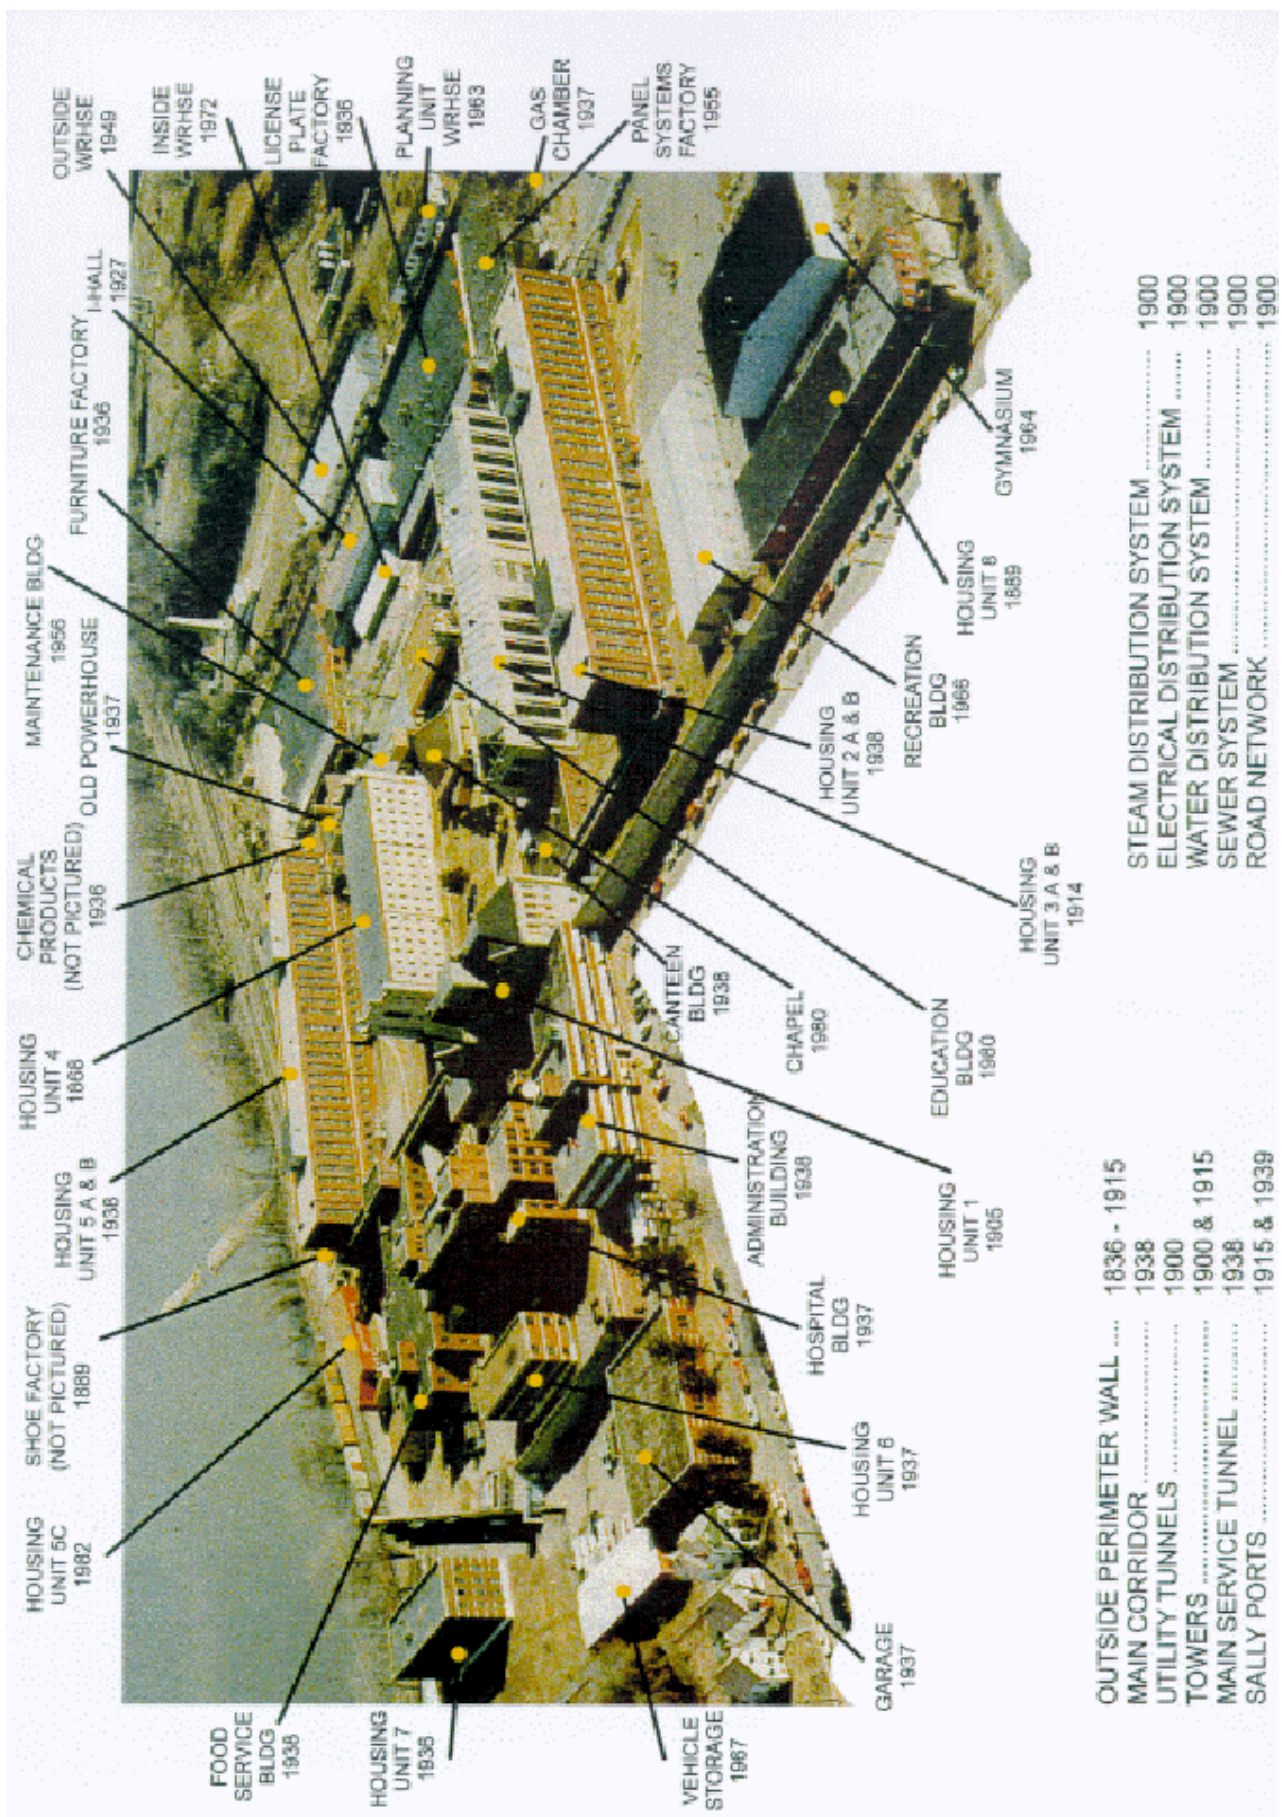 HOUSING
UNIT 5C
1982
SHOE FACTORY
(NOT PICTURED)
1889
HOUSING
UNIT 5 A & B
1938
HOUSING
UNIT 4
1868
CHEMICAL
PRODUCTS
(NOT PICTURED)
1936
OLD POWERHOUSE
1937
MAINTENANCE BLDG
FURNITURE FACTORY
1936
I-HALL
1927
OUTSIDE
WRHSE
1949
INSIDE
WRHSE
1972
LICENSE
PLATE
FACTORY
1936
PLANNING
UNIT
WRHSE
1963
GAS
CHAMBER
1937
PANEL
SYSTEMS
FACTORY
FOOD
SERVICE
BLDG
1938
HOUSING
UNIT 7
1936
VEHICLE
STORAGE
1967
GARAGE
1937
HOUSING
UNIT 6
1937
HOSPITAL
BLDG
1937
ADMINISTRATION
BUILDING
1938
HOUSING
UNIT 1
1905
CANTEEN
BLDG
1938
CHAPEL
1980
EDUCATION
BLDG
1980
HOUSING
UNIT 2 A & B
1938
HOUSING
UNIT 3 A & B
1914
RECREATION
BLDG
1966
HOUSING
UNIT 8
1889
GYMNASIUM
1964
OUTSIDE PERIMETER WALL .... 1836 - 1915
MAIN CORRIDOR ........................ 1938
UTILITY TUNNELS ..................... 1900
TOWERS .................................. 1900 & 1915
MAIN SERVICE TUNNEL ............ 1938
SALLY PORTS .......................... 1915 & 1939
STEAM DISTRIBUTION SYSTEM ............ 1900
ELECTRICAL DISTRIBUTION SYSTEM ....... 1900
WATER DISTRIBUTION SYSTEM ............ 1900
SEWER SYSTEM ............................ 1900
ROAD NETWORK ........................... 1900